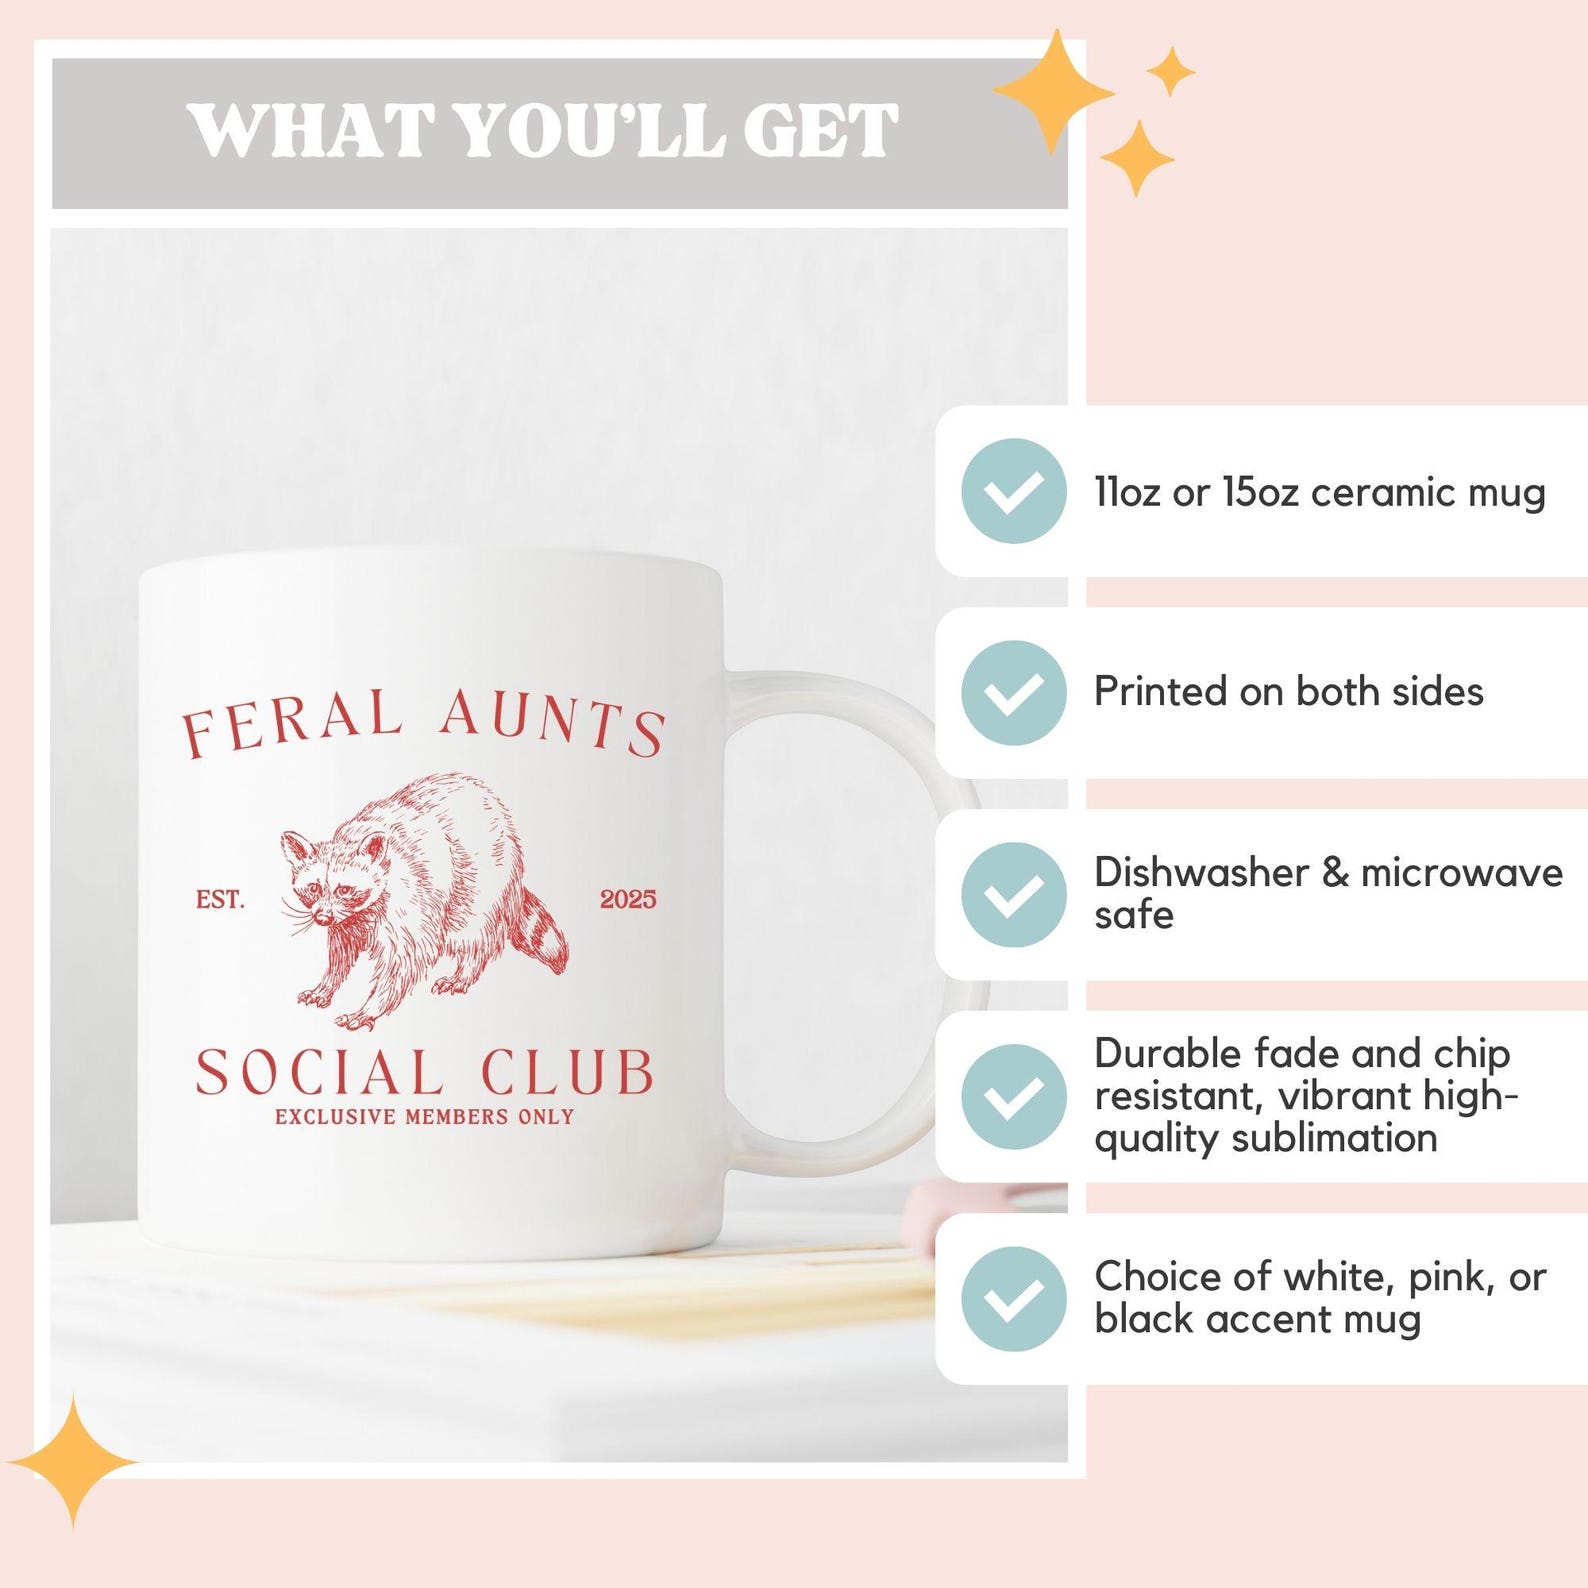 WHAT YOU'LL GET
FERAL AUNTS
EST. 2025
SOCIAL CLUB
EXCLUSIVE MEMBERS ONLY
11oz or 15oz ceramic mug
Printed on both sides
Dishwasher & microwave
safe
Durable fade and chip
resistant, vibrant high-
quality sublimation
Choice of white, pink, or
black accent mug